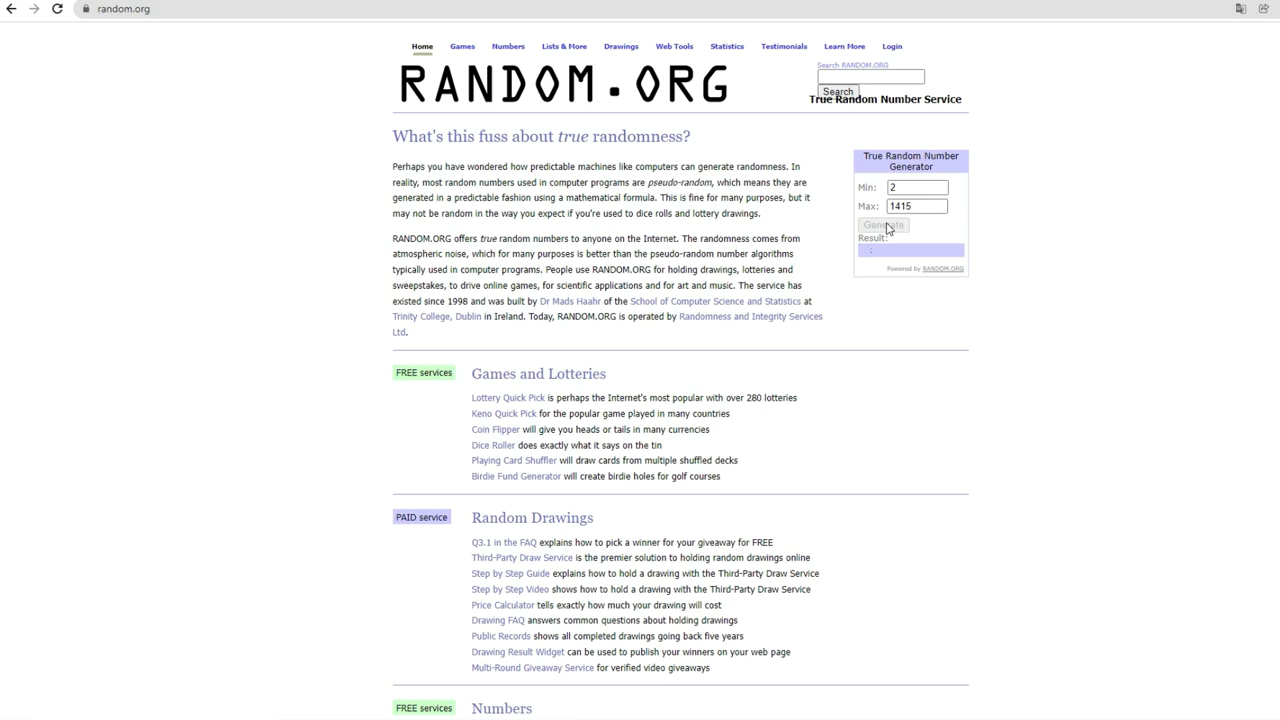 random.org
Home Games Numbers Lists & More Drawings Web Tools Statistics Testimonials Learn More Login
RANDOM.ORG
Search RANDOM.ORG
Search
True Random Number Service
What's this fuss about true randomness?
Perhaps you have wondered how predictable machines like computers can generate randomness. In
reality, most random numbers used in computer programs are pseudo-random, which means they are
generated in a predictable fashion using a mathematical formula. This is fine for many purposes, but it
may not be random in the way you expect if you're used to dice rolls and lottery drawings.
RANDOM.ORG offers true random numbers to anyone on the Internet. The randomness comes from
atmospheric noise, which for many purposes is better than the pseudo-random number algorithms
typically used in computer programs. People use RANDOM.ORG for holding drawings, lotteries and
sweepstakes, to drive online games, for scientific applications and for art and music. The service has
existed since 1998 and was built by Dr Mads Haahr of the School of Computer Science and Statistics at
Trinity College, Dublin in Ireland. Today, RANDOM.ORG is operated by Randomness and Integrity Services
Ltd.
True Random Number
Generator
Min: 2
Max: 1415
Generate
Result:
Powered by RANDOM.ORG
FREE services
Games and Lotteries
Lottery Quick Pick is perhaps the Internet's most popular with over 280 lotteries
Keno Quick Pick for the popular game played in many countries
Coin Flipper will give you heads or tails in many currencies
Dice Roller does exactly what it says on the tin
Playing Card Shuffler will draw cards from multiple shuffled decks
Birdie Fund Generator will create birdie holes for golf courses
PAID service
Random Drawings
Q3.1 in the FAQ explains how to pick a winner for your giveaway for FREE
Third-Party Draw Service is the premier solution to holding random drawings online
Step by Step Guide explains how to hold a drawing with the Third-Party Draw Service
Step by Step Video shows how to hold a drawing with the Third-Party Draw Service
Price Calculator tells exactly how much your drawing will cost
Drawing FAQ answers common questions about holding drawings
Public Records shows all completed drawings going back five years
Drawing Result Widget can be used to publish your winners on your web page
Multi-Round Giveaway Service for verified video giveaways
FREE services
Numbers